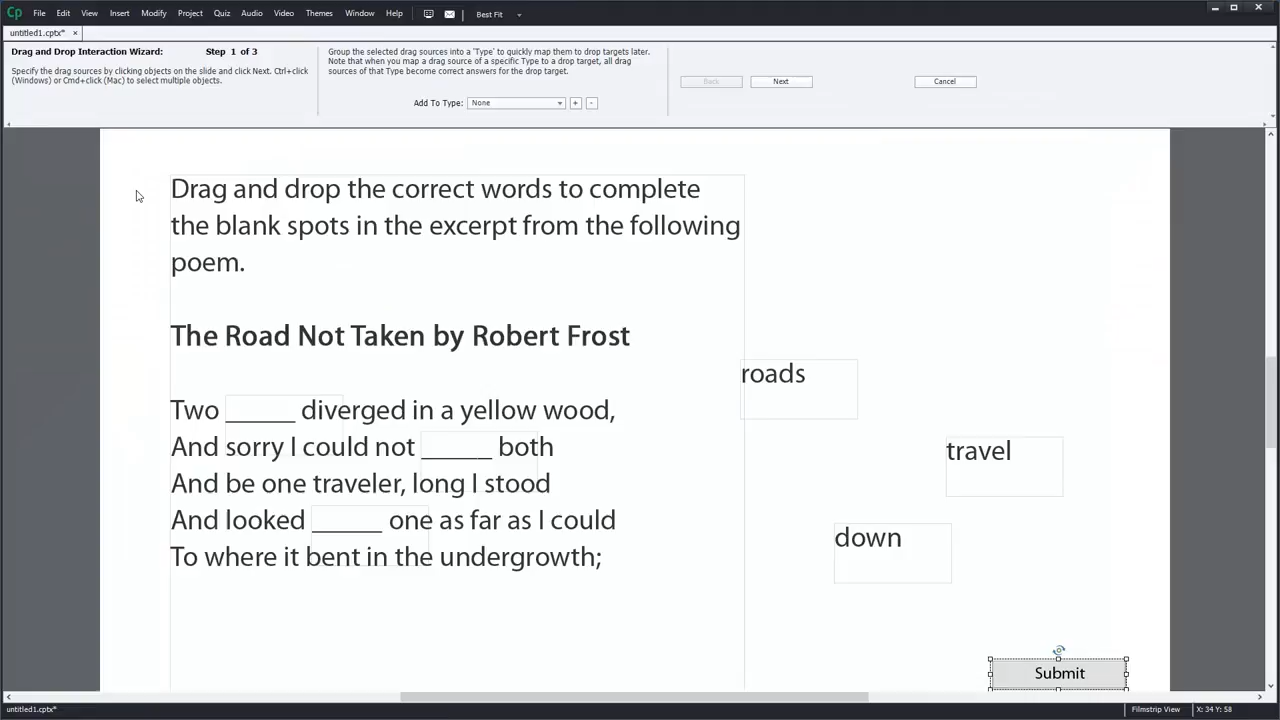 Cp File Edit View Insert Modify Project Quiz Audio Video Themes Window Help Best Fit
untitled1.cptx* ×
Drag and Drop Interaction Wizard: Step 1 of 3
Specify the drag sources by clicking objects on the slide and click Next. Ctrl+click
(Windows) or Cmd+click (Mac) to select multiple objects.
Group the selected drag sources into a 'Type' to quickly map them to drop targets later.
Note that when you map a drag source of a specific Type to a drop target, all drag
sources of that Type become correct answers for the drop target.
Add To Type: None + -
Back Next Cancel
Drag and drop the correct words to complete
the blank spots in the excerpt from the following
poem.
The Road Not Taken by Robert Frost
Two _____ diverged in a yellow wood,
And sorry I could not _____ both
And be one traveler, long I stood
And looked _____ one as far as I could
To where it bent in the undergrowth;
roads
travel
down
Submit
untitled1.cptx* Filmstrip View X: 34 Y: 58